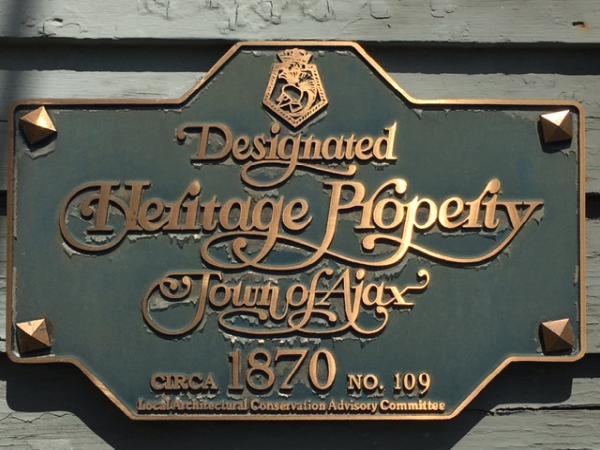 Designated
Heritage Property
Town of Ajax
CIRCA 1870 NO. 109
Local Architectural Conservation Advisory Committee